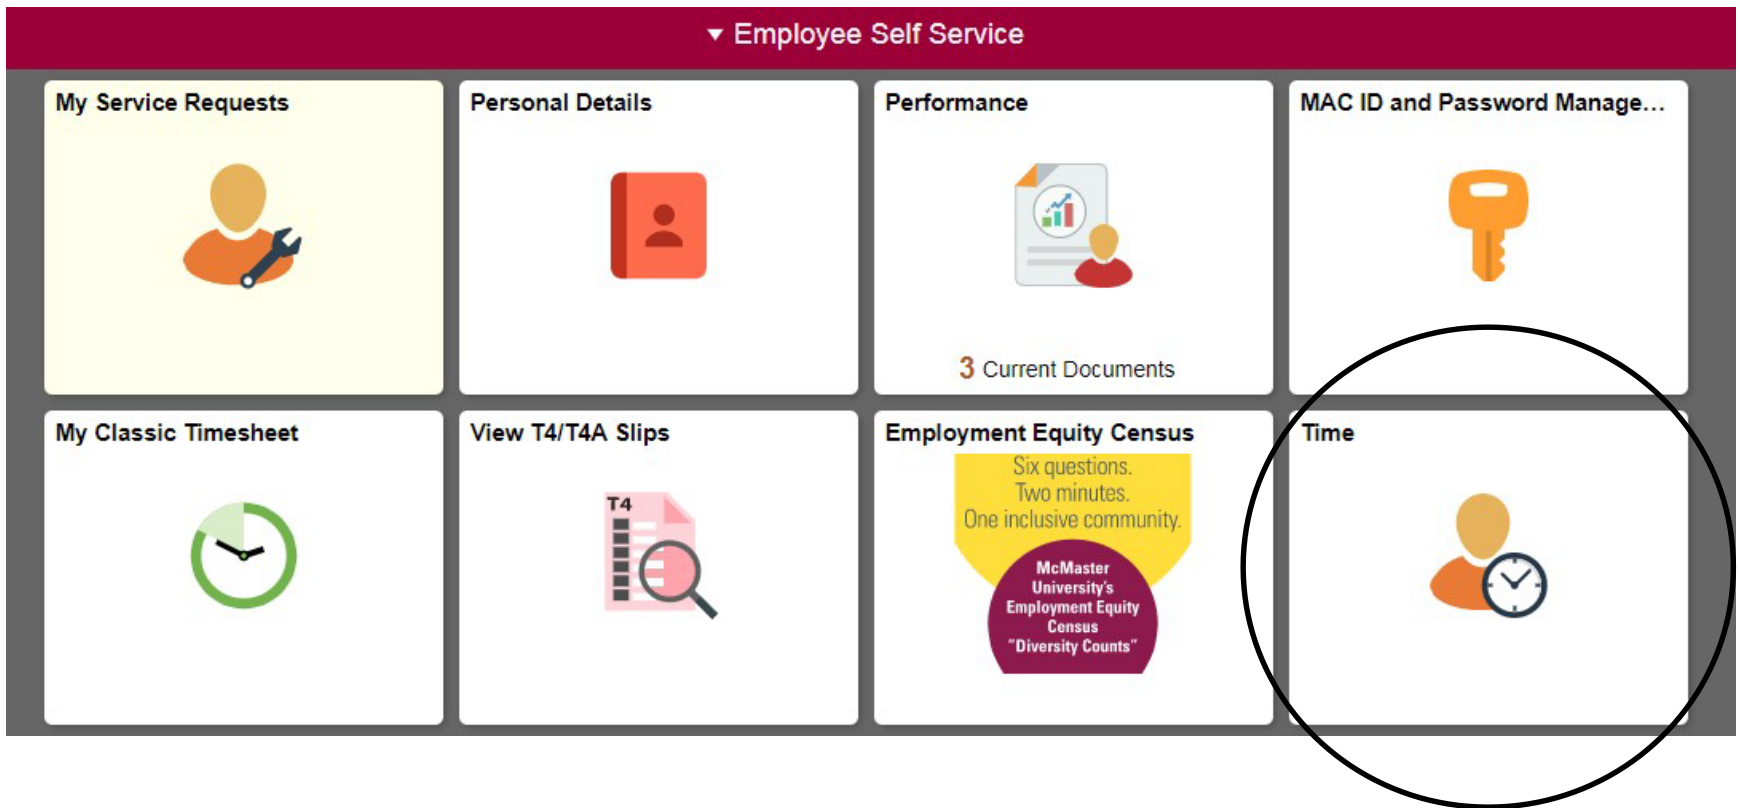 Employee Self Service
My Service Requests
Personal Details
Performance
MAC ID and Password Manage...
3 Current Documents
My Classic Timesheet
View T4/T4A Slips
T4
Employment Equity Census
Six questions.
Two minutes.
One inclusive community.
McMaster
University's
Employment Equity
Census
"Diversity Counts"
Time